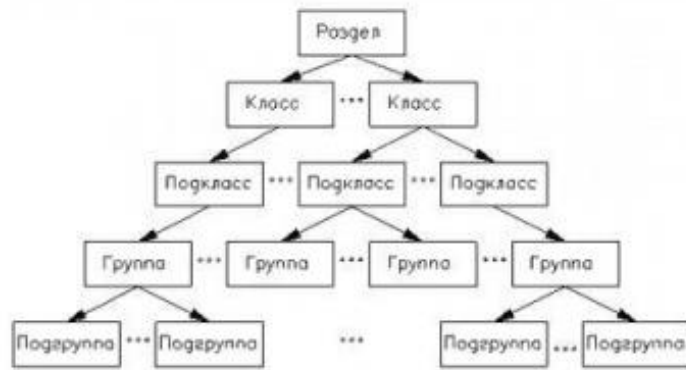 Раздел
Класс ... Класс
Подкласс ... Подкласс ... Подкласс
Группа ... Группа ... Группа ... Группа
Подгруппа ... Подгруппа ... Подгруппа ... Подгруппа